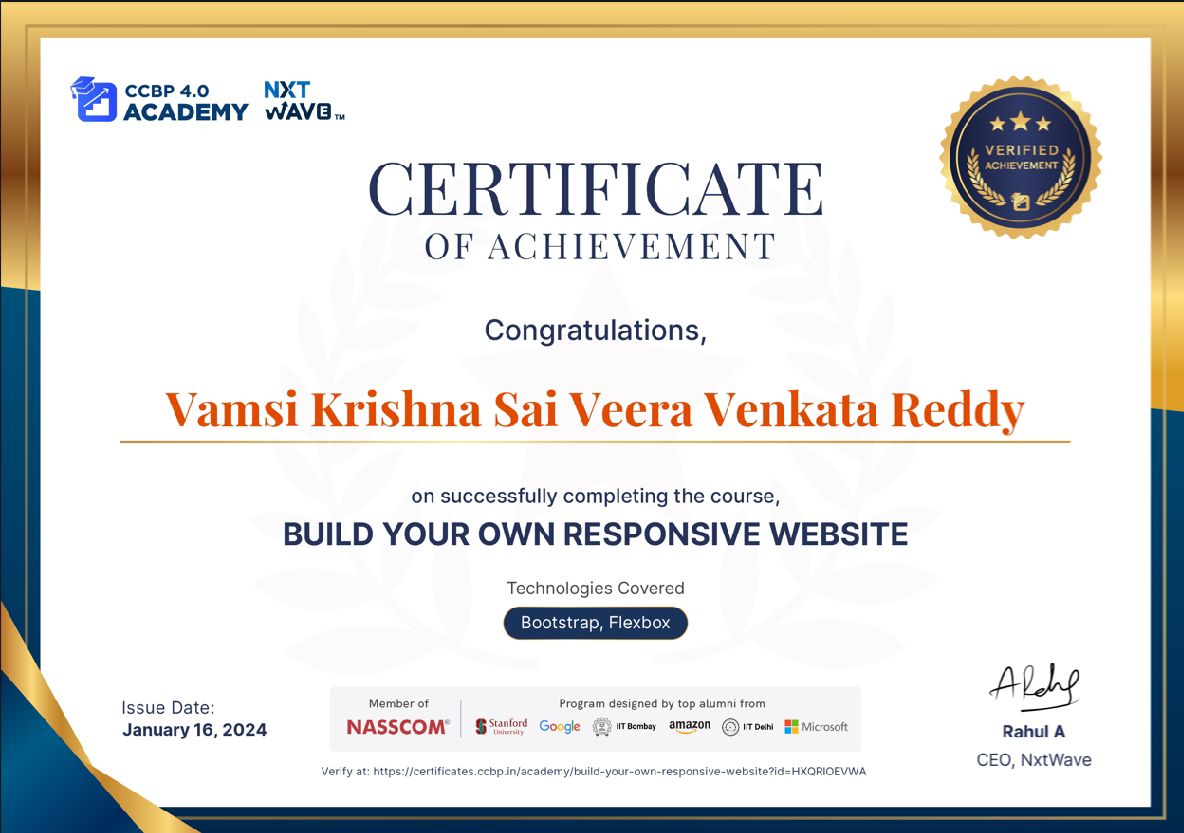 CCBP 4.0
ACADEMY
NXT
WAVE™
VERIFIED
ACHIEVEMENT
CERTIFICATE
OF ACHIEVEMENT
Congratulations,
Vamsi Krishna Sai Veera Venkata Reddy
on successfully completing the course,
BUILD YOUR OWN RESPONSIVE WEBSITE
Technologies Covered
Bootstrap, Flexbox
Issue Date:
January 16, 2024
Member of
NASSCOM®
Program designed by top alumni from
Stanford
University
Google
IIT Bombay
amazon
IIT Delhi
Microsoft
Verify at: https://certificates.ccbp.in/academy/build-your-own-responsive-website?id=HXQRIOEVWA
Rahul A
CEO, NxtWave